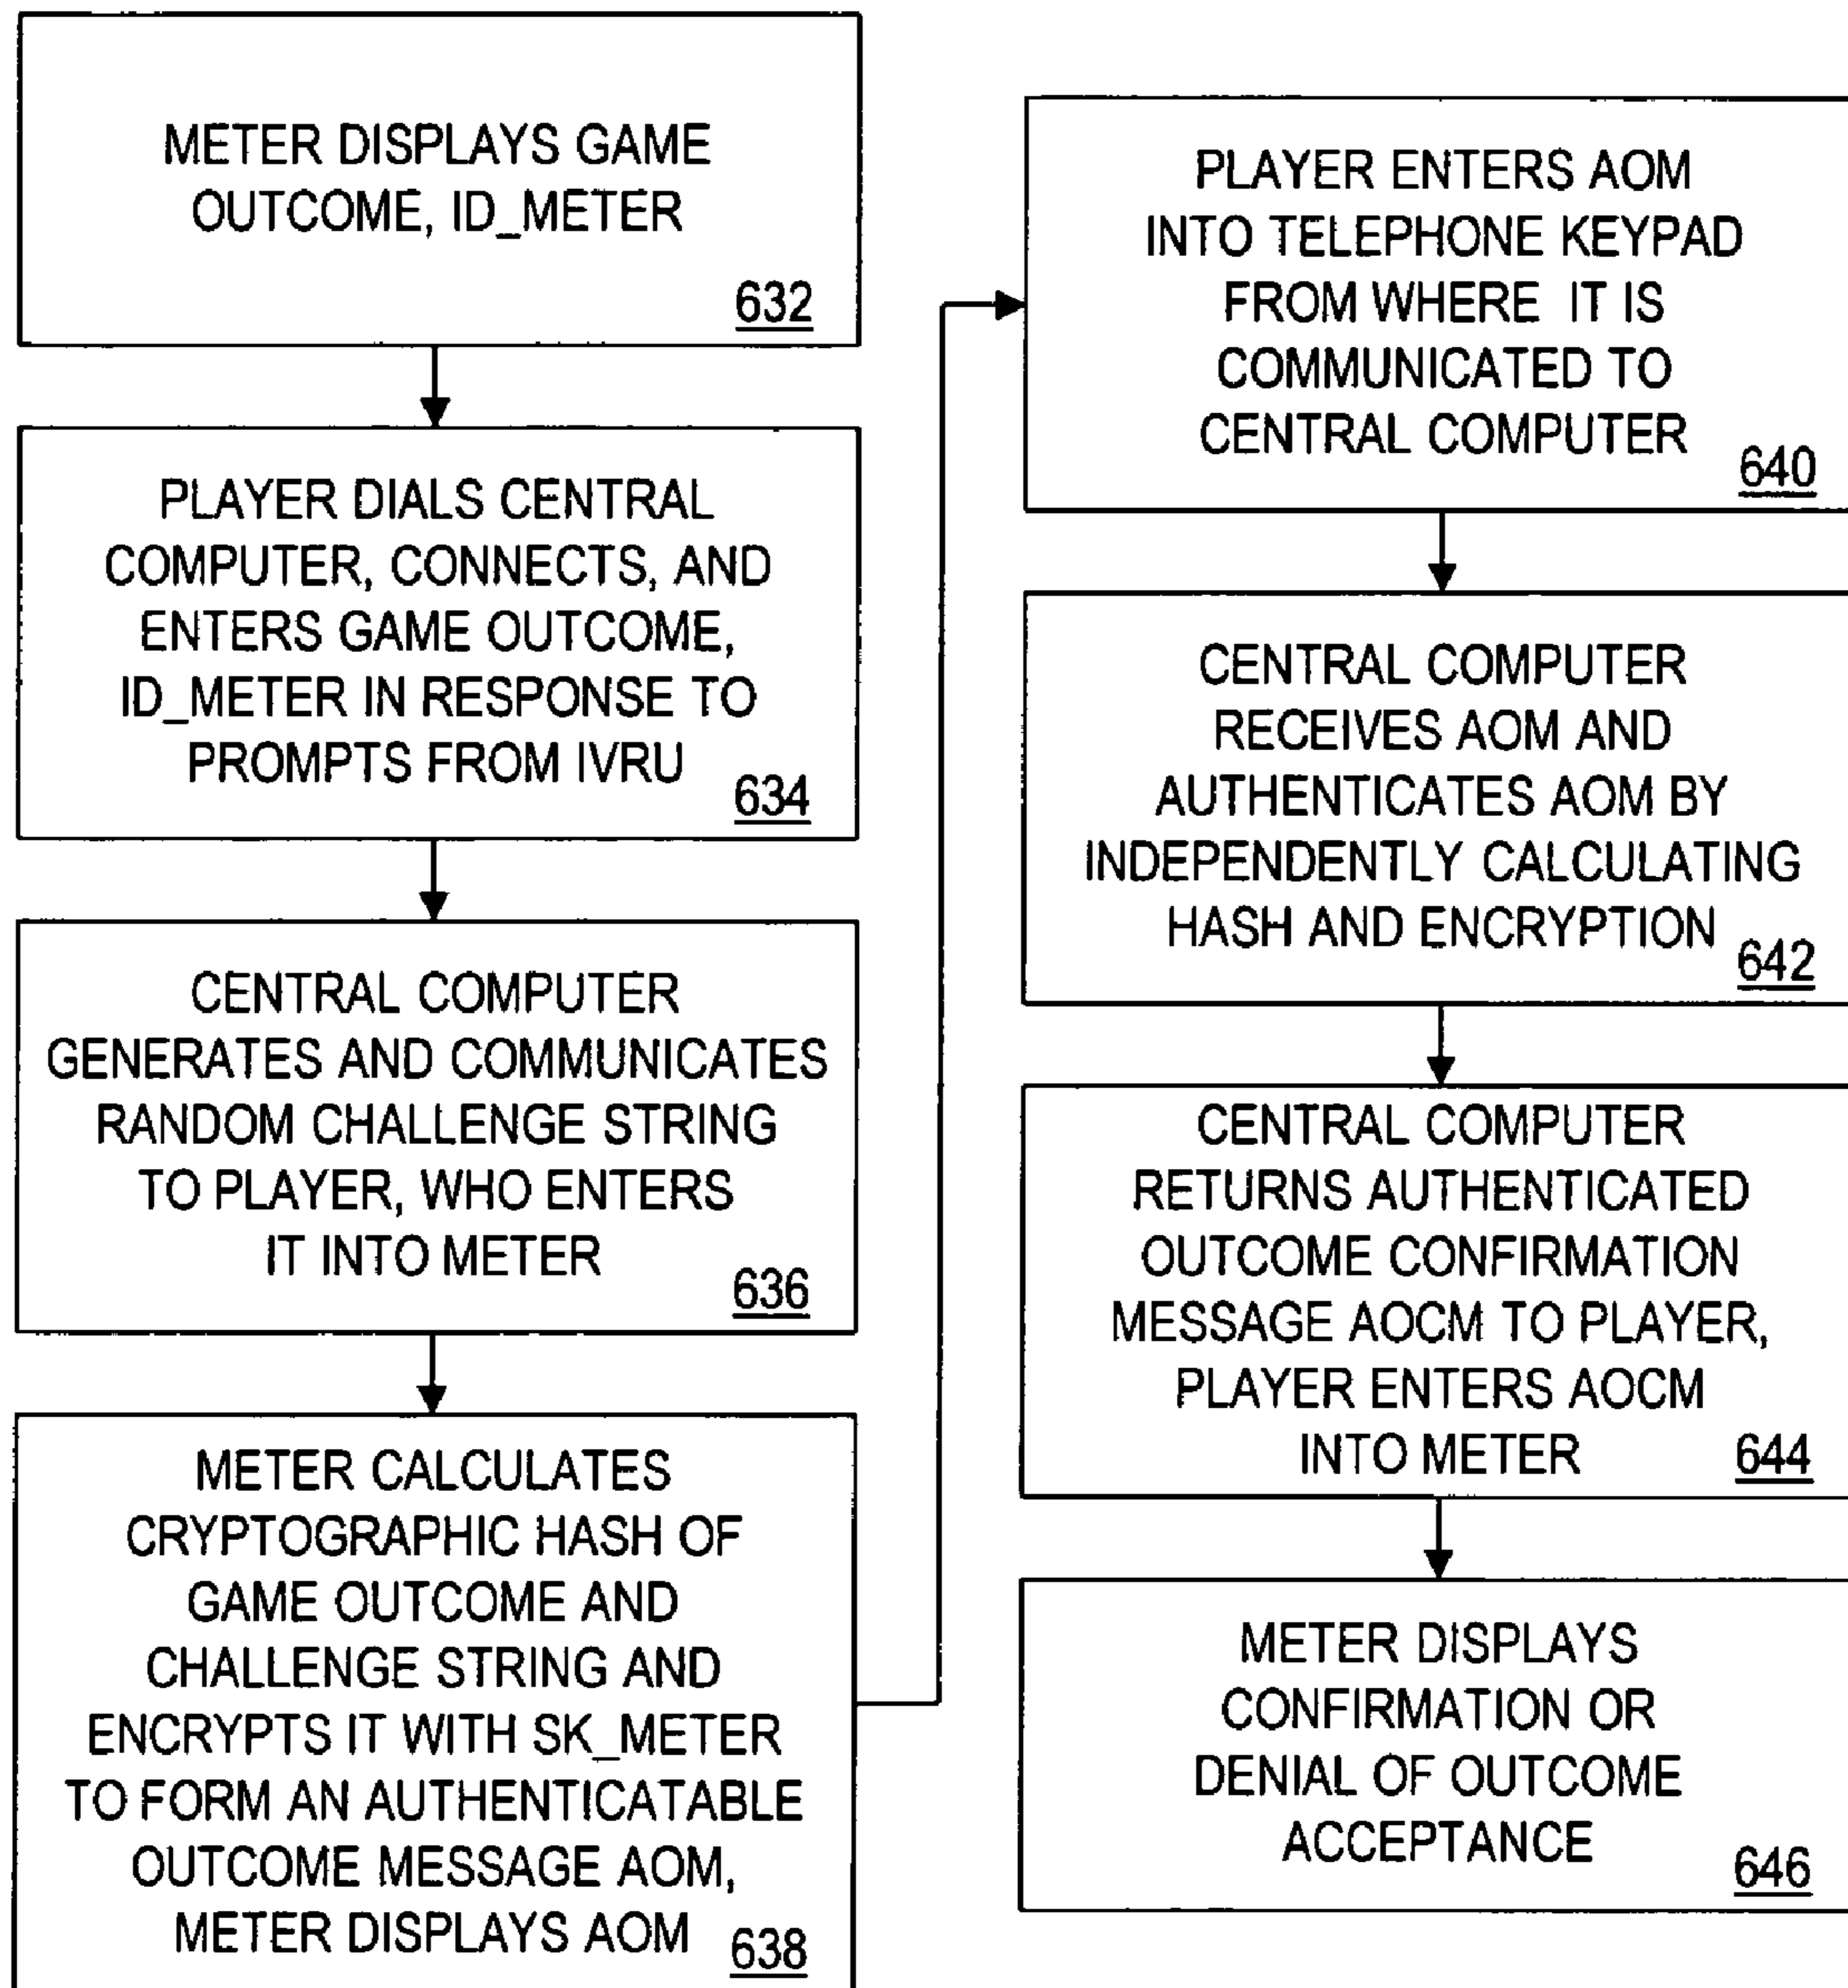 METER DISPLAYS GAME
OUTCOME, ID_METER
632
PLAYER DIALS CENTRAL
COMPUTER, CONNECTS, AND
ENTERS GAME OUTCOME,
ID_METER IN RESPONSE TO
PROMPTS FROM IVRU
634
CENTRAL COMPUTER
GENERATES AND COMMUNICATES
RANDOM CHALLENGE STRING
TO PLAYER, WHO ENTERS
IT INTO METER
636
METER CALCULATES
CRYPTOGRAPHIC HASH OF
GAME OUTCOME AND
CHALLENGE STRING AND
ENCRYPTS IT WITH SK_METER
TO FORM AN AUTHENTICATABLE
OUTCOME MESSAGE AOM,
METER DISPLAYS AOM
638
PLAYER ENTERS AOM
INTO TELEPHONE KEYPAD
FROM WHERE IT IS
COMMUNICATED TO
CENTRAL COMPUTER
640
CENTRAL COMPUTER
RECEIVES AOM AND
AUTHENTICATES AOM BY
INDEPENDENTLY CALCULATING
HASH AND ENCRYPTION
642
CENTRAL COMPUTER
RETURNS AUTHENTICATED
OUTCOME CONFIRMATION
MESSAGE AOCM TO PLAYER,
PLAYER ENTERS AOCM
INTO METER
644
METER DISPLAYS
CONFIRMATION OR
DENIAL OF OUTCOME
ACCEPTANCE
646